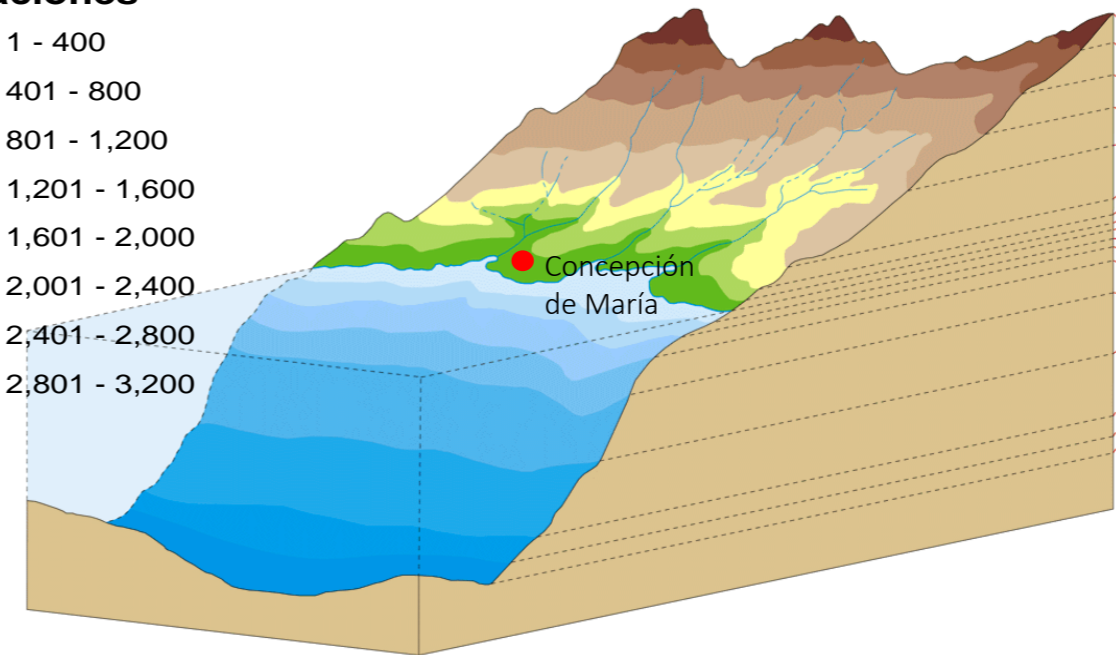 1 - 400
401 - 800
801 - 1,200
1,201 - 1,600
1,601 - 2,000
2,001 - 2,400
2,401 - 2,800
2,801 - 3,200
Concepción
de María